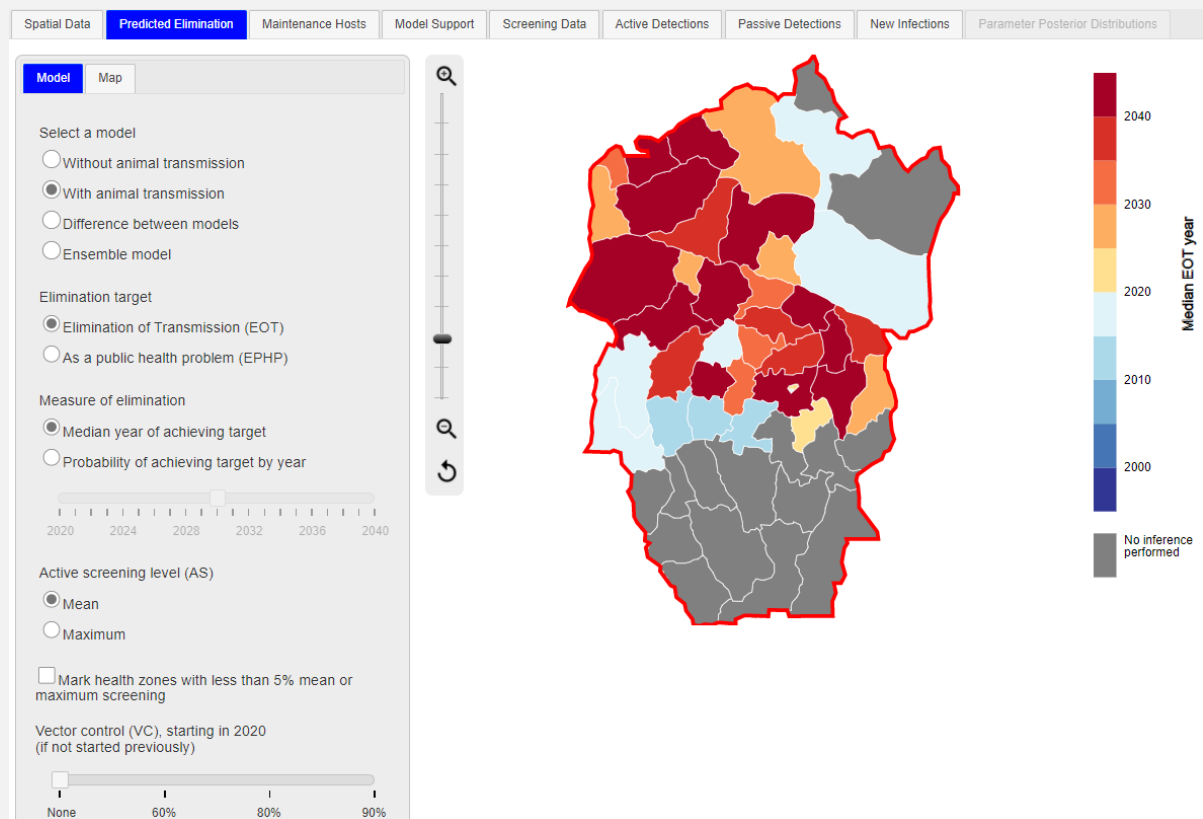 Spatial Data
Predicted Elimination
Maintenance Hosts
Model Support
Screening Data
Active Detections
Passive Detections
New Infections
Parameter Posterior Distributions
Model
Map
Select a model
Without animal transmission
With animal transmission
Difference between models
Ensemble model
Elimination target
Elimination of Transmission (EOT)
As a public health problem (EPHP)
Measure of elimination
Median year of achieving target
Probability of achieving target by year
2020 2024 2028 2032 2036 2040
Active screening level (AS)
Mean
Maximum
Mark health zones with less than 5% mean or
maximum screening
Vector control (VC), starting in 2020
(if not started previously)
None 60% 80% 90%
2040
2030
2020
2010
2000
Median EOT year
No inference
performed